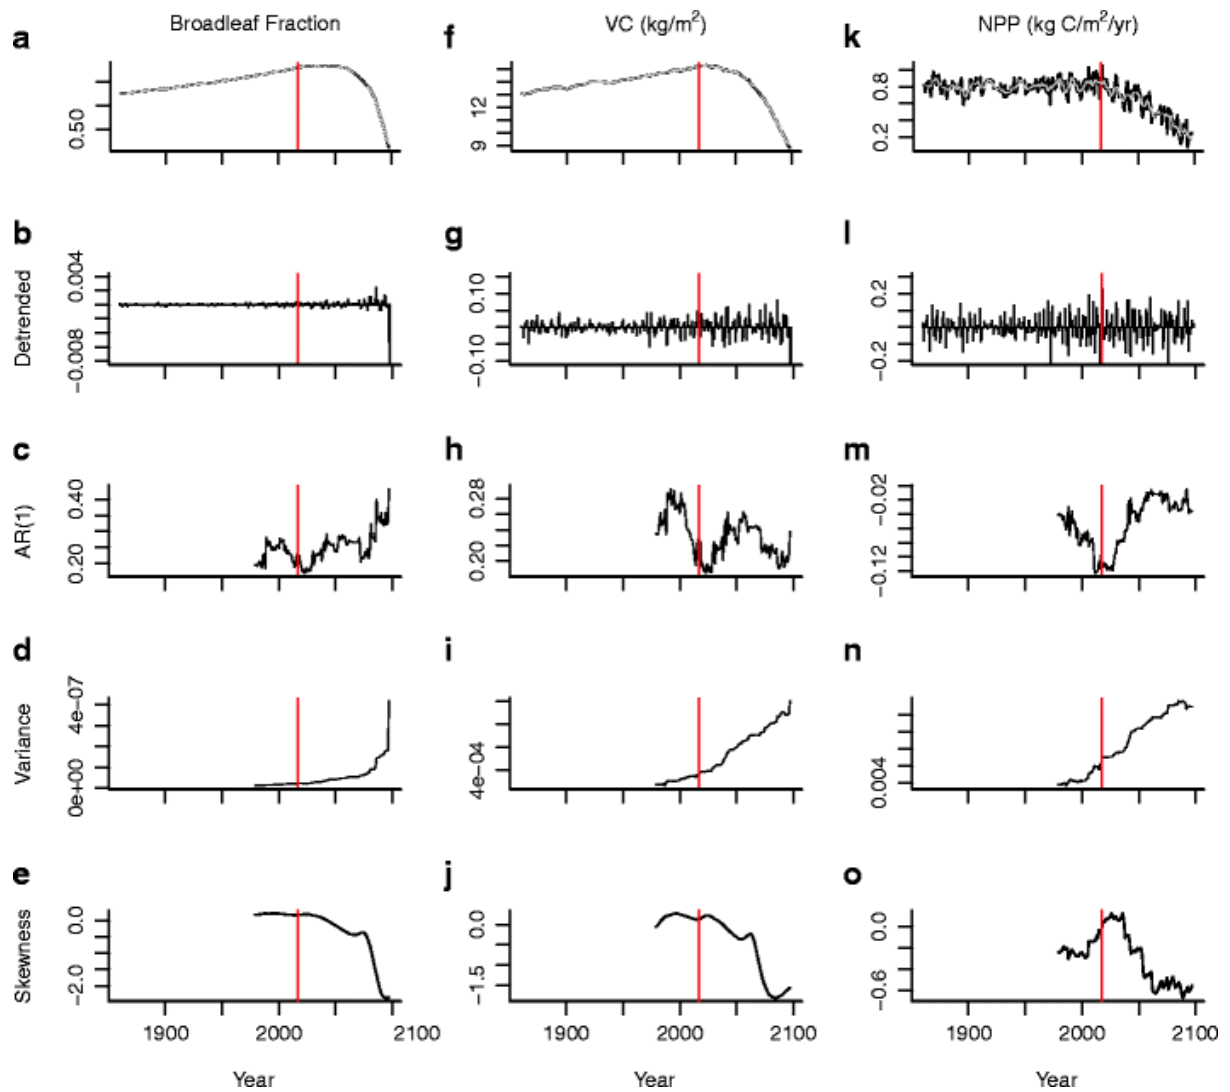 a Broadleaf Fraction f VC (kg/m²) k NPP (kg C/m²/yr)
0.50
9 12
0.2 0.8
1900 2000 2100
b g l
Detrended
−0.008 0.004
−0.10 0.10
−0.2 0.2
c h m
AR(1)
0.20 0.40
0.20 0.28
−0.12 −0.02
d i n
Variance
0e+00 4e−07
4e−04
0.004
e j o
Skewness
−2.0 0.0
−1.5 0.0
−0.6 0.0
1900 2000 2100 1900 2000 2100 1900 2000 2100
Year Year Year